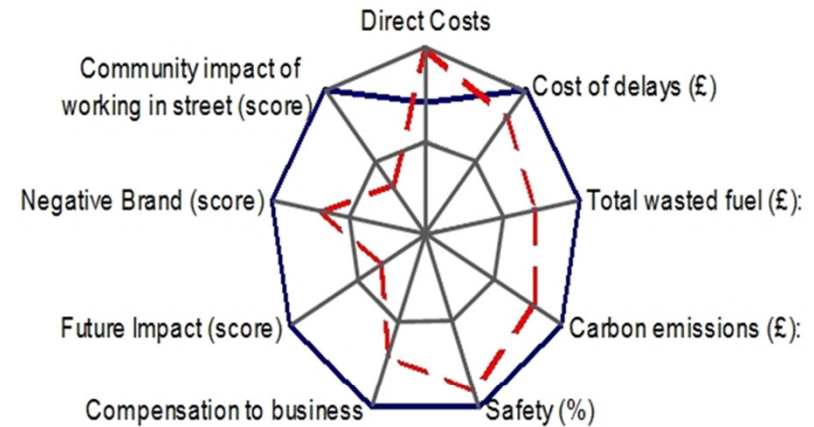 Direct Costs
Community impact of
working in street (score)
Cost of delays (£)
Negative Brand (score)
Total wasted fuel (£):
Future Impact (score)
Carbon emissions (£):
Compensation to business
Safety (%)